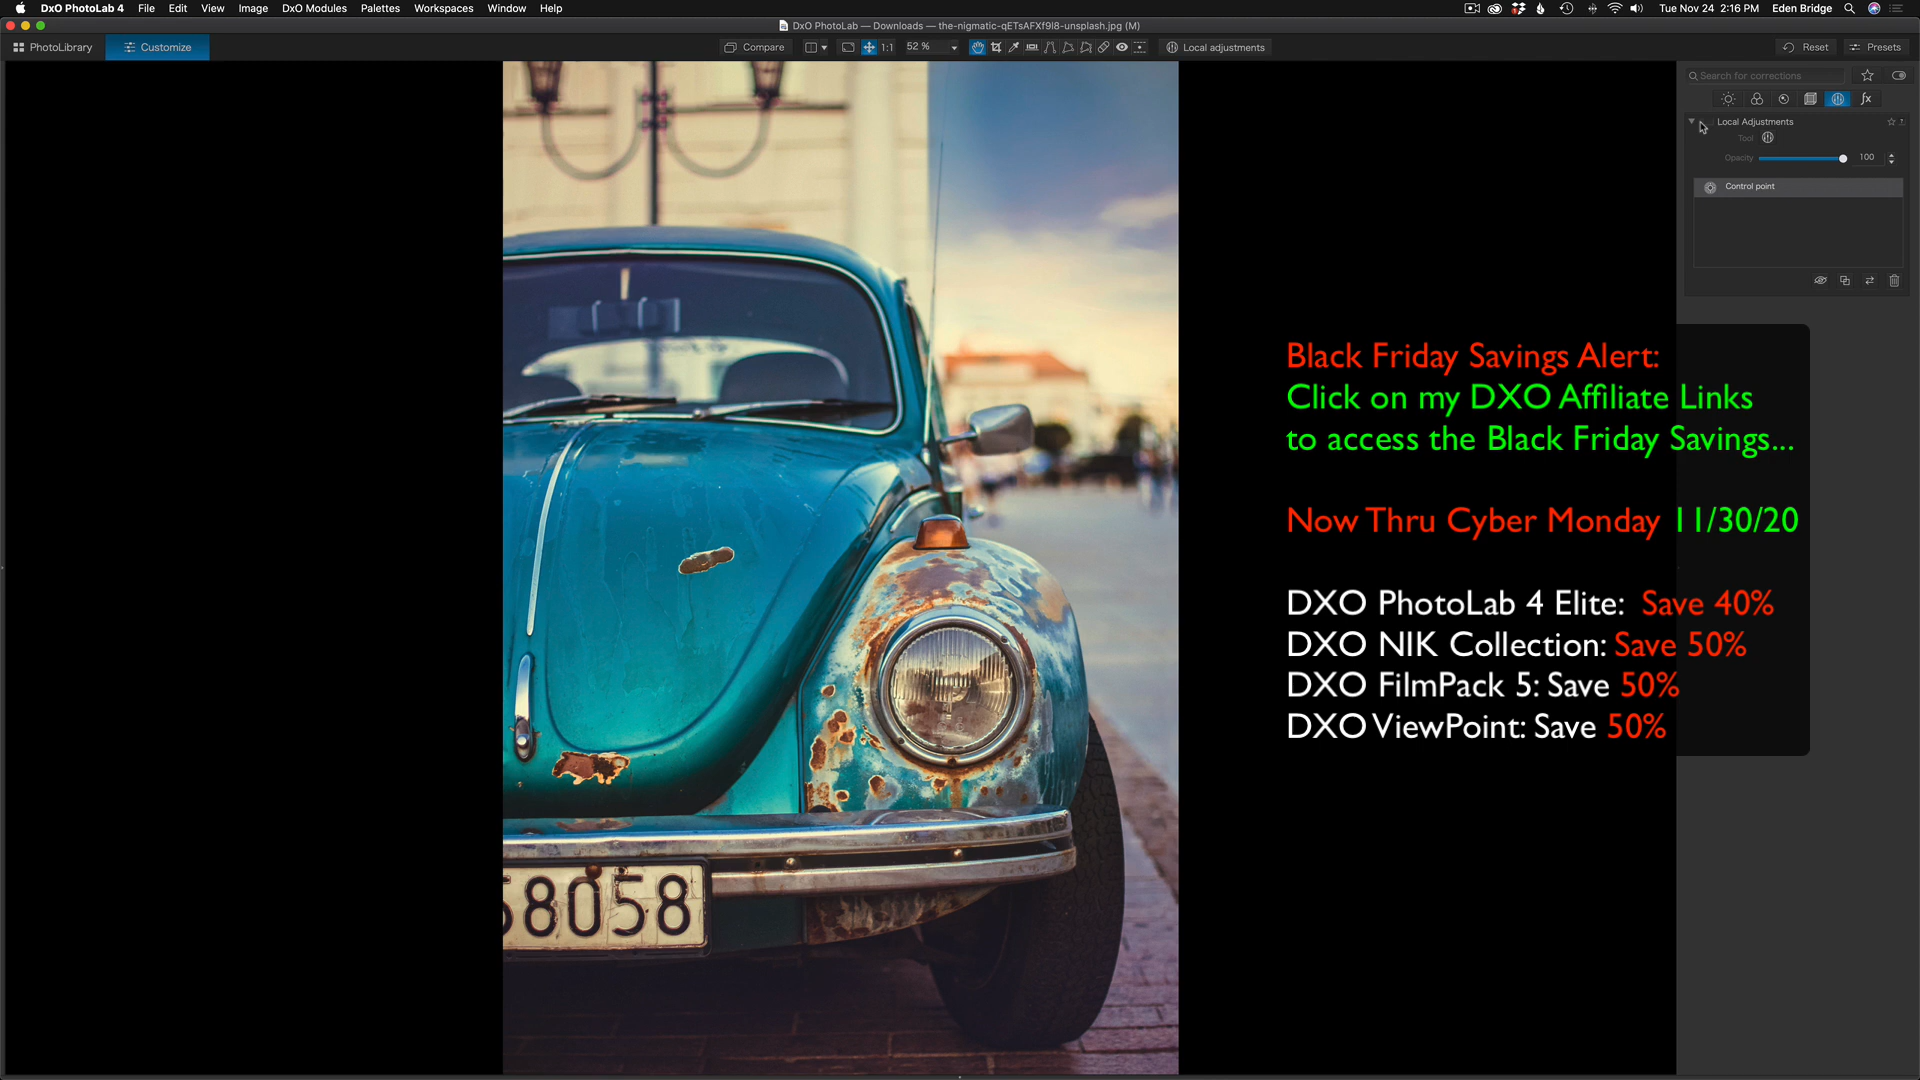 DxO PhotoLab 4 File Edit View Image DxO Modules Palettes Workspaces Window Help Tue Nov 24 2:16 PM Eden Bridge
DxO PhotoLab — Downloads — the-nigmatic-qETsAFXf9I8-unsplash.jpg (M)
PhotoLibrary Customize Compare 1:1 52 % Local adjustments Reset Presets
Search for corrections
fx
Local Adjustments
Tool
Opacity 100
Control point
Black Friday Savings Alert:
Click on my DXO Affiliate Links
to access the Black Friday Savings...
Now Thru Cyber Monday 11/30/20
DXO PhotoLab 4 Elite: Save 40%
DXO NIK Collection: Save 50%
DXO FilmPack 5: Save 50%
DXO ViewPoint: Save 50%
58058